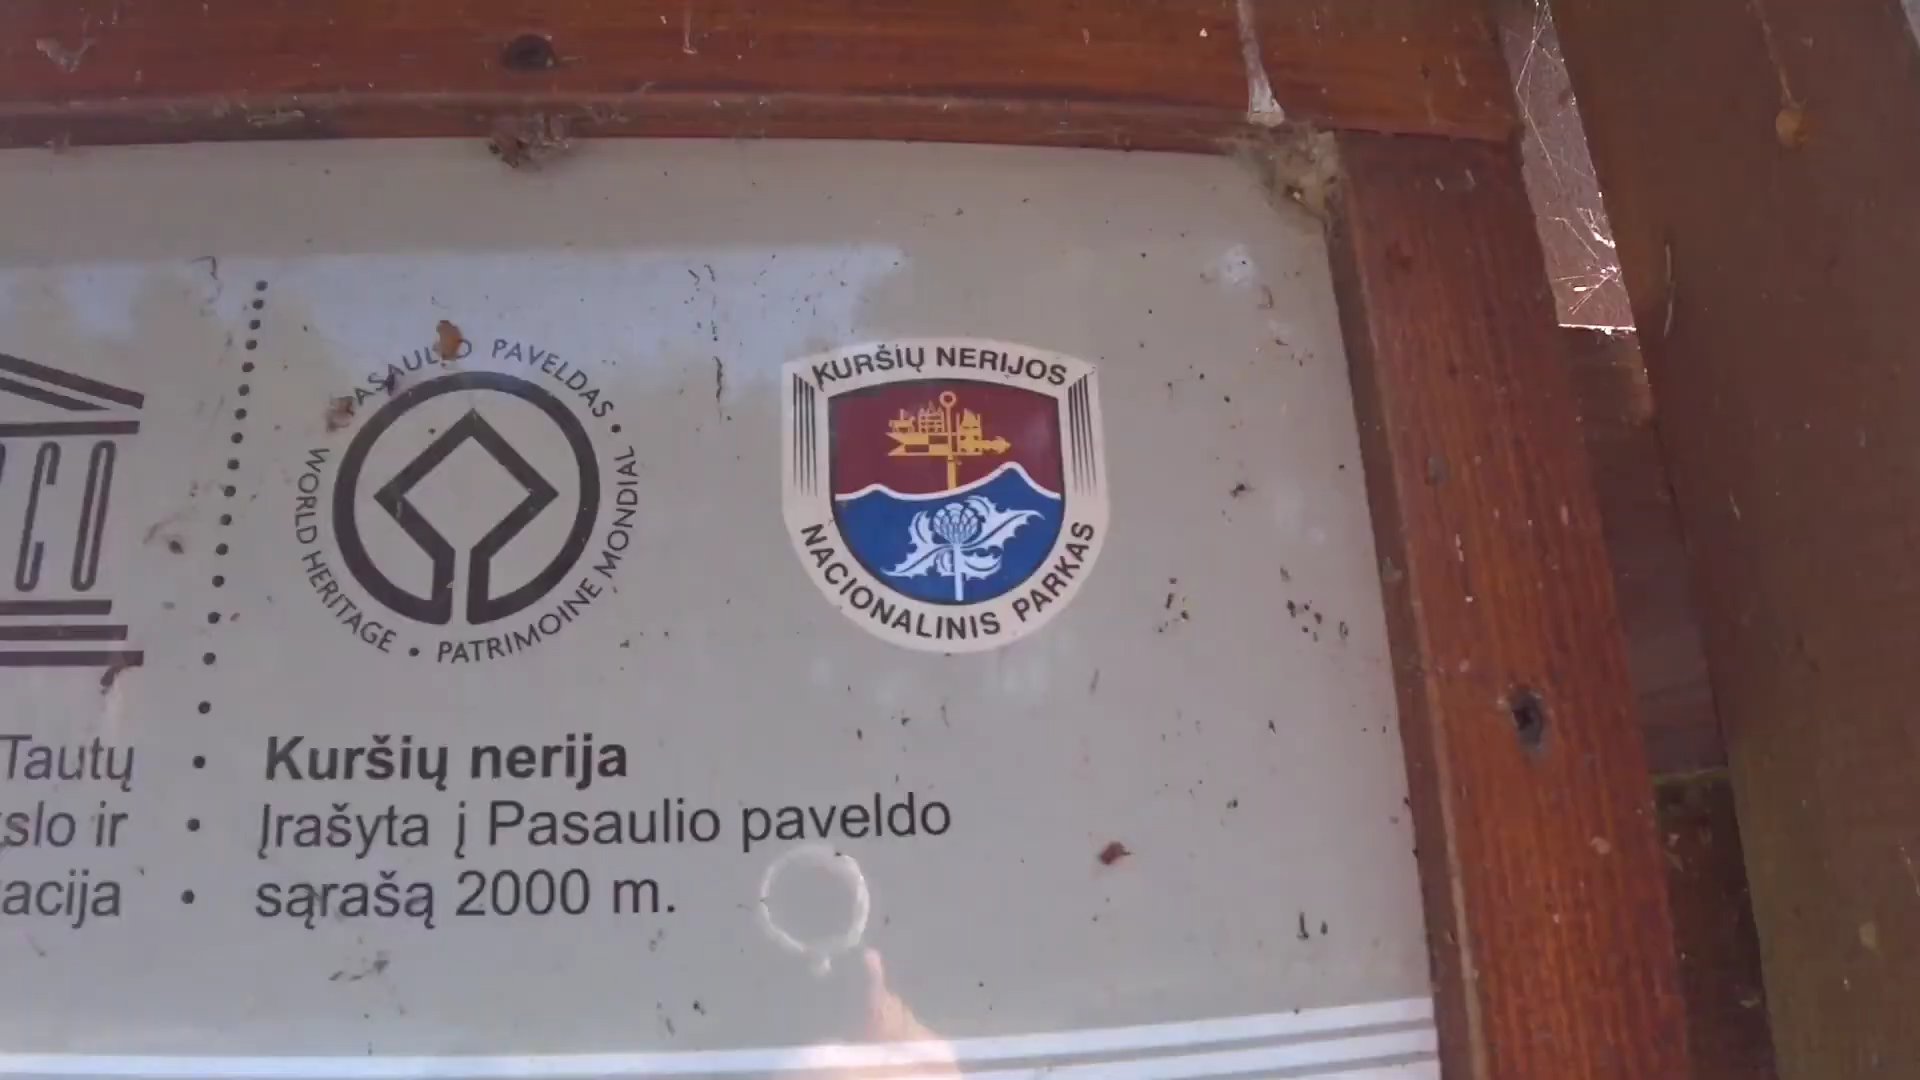 PASAULIO PAVELDAS •
WORLD HERITAGE • PATRIMOINE MONDIAL
KURŠIŲ NERIJOS
NACIONALINIS PARKAS
CO
Tautų • Kuršių nerija
slo ir • Įrašyta į Pasaulio paveldo
acija • sąrašą 2000 m.